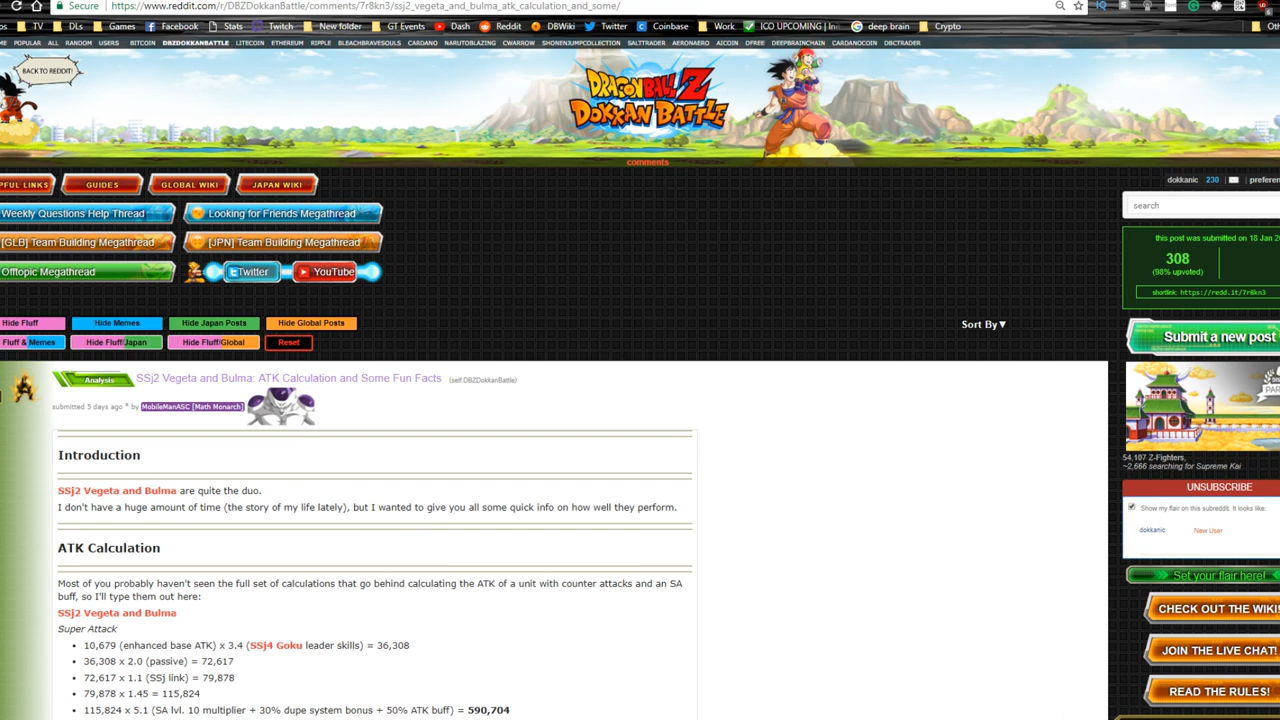 Secure https://www.reddit.com/r/DBZDokkanBattle/comments/7r8kn3/ssj2_vegeta_and_bulma_atk_calculation_and_some/
TV DLs Games Facebook Stats Twitch New folder GT Events Dash Reddit DBWiki Twitter Coinbase Work ICO UPCOMING | In deep brain Crypto
POPULAR ALL RANDOM USERS BITCOIN DBZDOKKANBATTLE LITECOIN ETHEREUM RIPPLE BLEACHBRAVESOULS CARDANO NARUTOBLAZING CWARROW SHONENJUMPCOLLECTION SALTTRADER AERONAERO AICOIN DFREE DEEPBRAINCHAIN CARDANOCOIN DBCTRADER
BACK TO REDDIT!
DRAGONBALL Z
DOKKAN BATTLE
comments
dokkanic 230 | preferen
PFUL LINKS GUIDES GLOBAL WIKI JAPAN WIKI
search
Weekly Questions Help Thread Looking for Friends Megathread
[GLB] Team Building Megathread [JPN] Team Building Megathread
Offtopic Megathread Twitter YouTube
this post was submitted on 18 Jan 20
308
(98% upvoted)
shortlink: https://redd.it/7r8kn3
Hide Fluff Hide Memes Hide Japan Posts Hide Global Posts
Sort By▼
Fluff & Memes Hide Fluff/Japan Hide Fluff/Global Reset
Submit a new post
Analysis SSj2 Vegeta and Bulma: ATK Calculation and Some Fun Facts (self.DBZDokkanBattle)
submitted 5 days ago * by MobileManASC [Math Monarch]
54,107 Z-Fighters,
~2,666 searching for Supreme Kai
UNSUBSCRIBE
Show my flair on this subreddit. It looks like:
dokkanic New User
Set your flair here!
CHECK OUT THE WIKI!
JOIN THE LIVE CHAT!
READ THE RULES!
Introduction
SSj2 Vegeta and Bulma are quite the duo.
I don't have a huge amount of time (the story of my life lately), but I wanted to give you all some quick info on how well they perform.
ATK Calculation
Most of you probably haven't seen the full set of calculations that go behind calculating the ATK of a unit with counter attacks and an SA
buff, so I'll type them out here:
SSj2 Vegeta and Bulma
Super Attack
• 10,679 (enhanced base ATK) x 3.4 (SSj4 Goku leader skills) = 36,308
• 36,308 x 2.0 (passive) = 72,617
• 72,617 x 1.1 (SSj link) = 79,878
• 79,878 x 1.45 = 115,824
• 115,824 x 5.1 (SA lvl. 10 multiplier + 30% dupe system bonus + 50% ATK buff) = 590,704